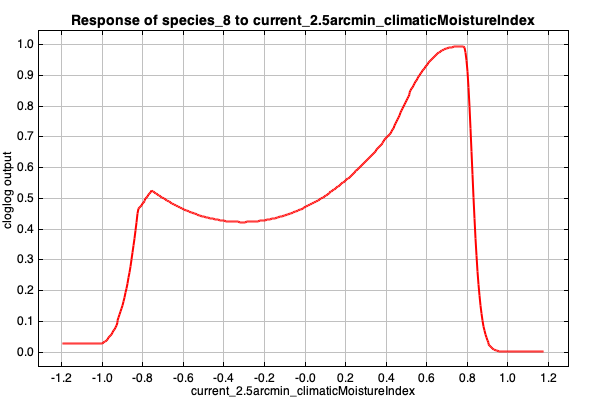 Response of species_8 to current_2.5arcmin_climaticMoistureIndex
1.0
0.9
0.8
0.7
0.6
0.5
0.4
0.3
0.2
0.1
0.0
cloglog output
-1.2 -1.0 -0.8 -0.6 -0.4 -0.2 -0.0 0.2 0.4 0.6 0.8 1.0 1.2
current_2.5arcmin_climaticMoistureIndex